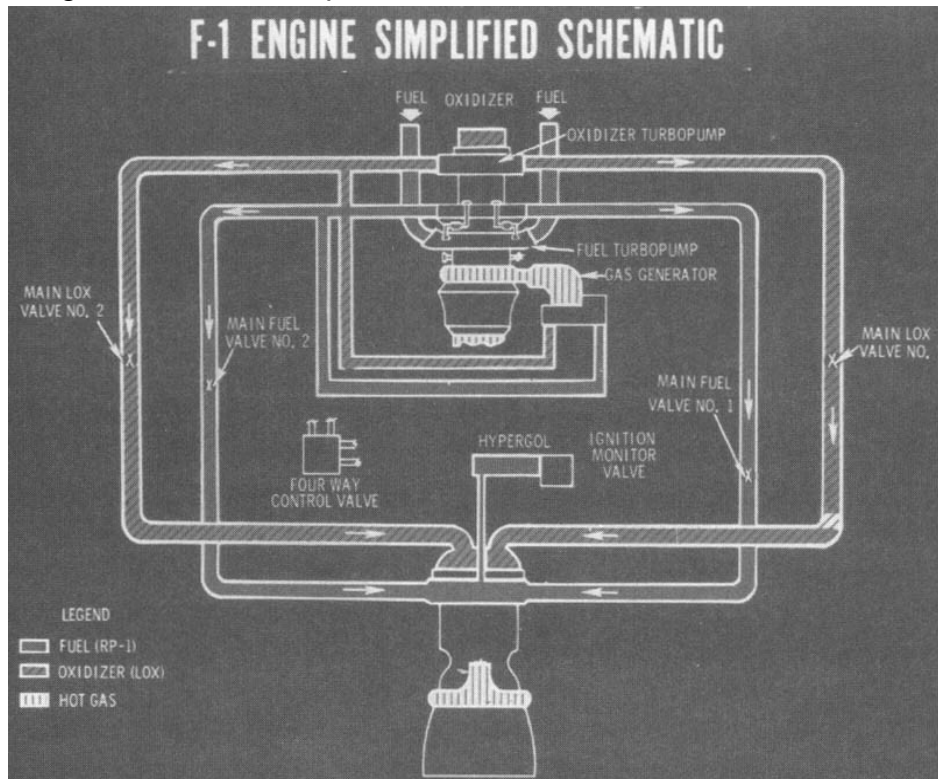 F-1 ENGINE SIMPLIFIED SCHEMATIC
FUEL
OXIDIZER
FUEL
OXIDIZER TURBOPUMP
FUEL TURBOPUMP
GAS GENERATOR
MAIN LOX
VALVE NO. 2
MAIN FUEL
VALVE NO. 2
MAIN LOX
VALVE NO.
MAIN FUEL
VALVE NO. 1
HYPERGOL
IGNITION
MONITOR
VALVE
FOUR WAY
CONTROL VALVE
LEGEND
FUEL (RP-1)
OXIDIZER (LOX)
HOT GAS